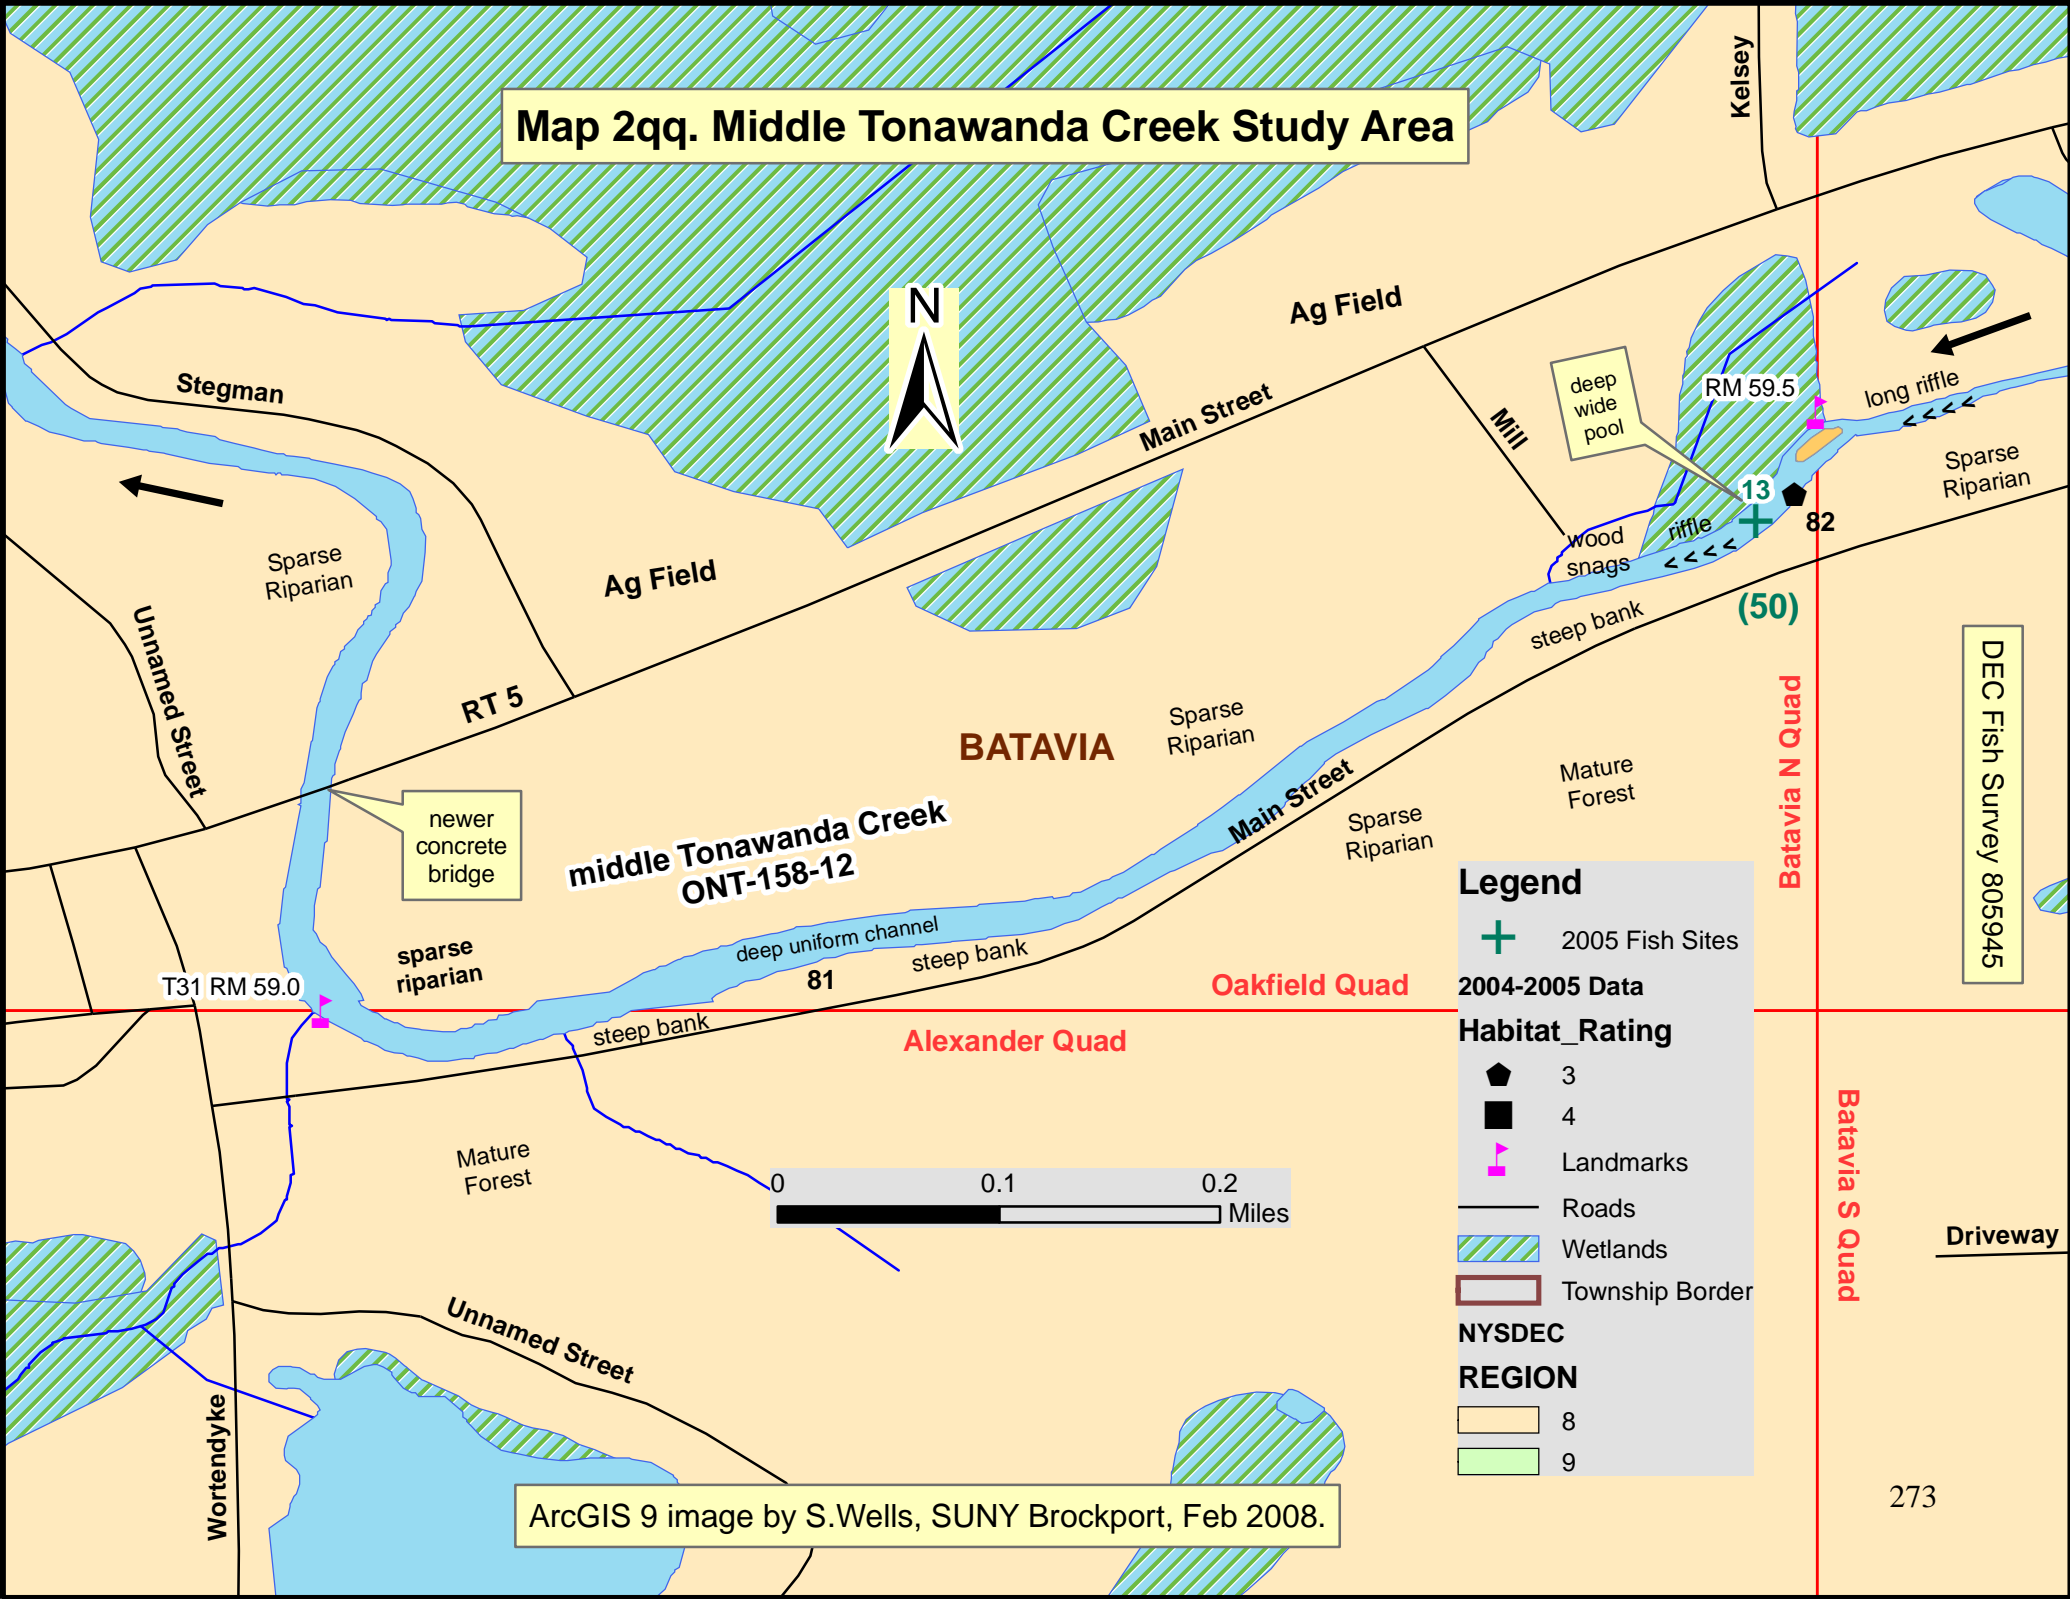 Map 2qq. Middle Tonawanda Creek Study Area
Kelsey
N
Ag Field
Stegman
Main Street
Mill
deep
wide
pool
RM 59.5
long riffle
Sparse
Riparian
13
82
riffle
wood
snags
(50)
steep bank
Sparse
Riparian
Ag Field
Unnamed Street
RT 5
BATAVIA
Sparse
Riparian
Batavia N Quad
DEC Fish Survey 805945
Mature
Forest
Main Street
Sparse
Riparian
newer
concrete
bridge
middle Tonawanda Creek
ONT-158-12
deep uniform channel
steep bank
81
sparse
riparian
T31 RM 59.0
steep bank
Oakfield Quad
Alexander Quad
Mature
Forest
0 0.1 0.2
Miles
Legend
2005 Fish Sites
2004-2005 Data
Habitat_Rating
3
4
Landmarks
Roads
Wetlands
Township Border
NYSDEC
REGION
8
9
Batavia S Quad
Driveway
Unnamed Street
Wortendyke
ArcGIS 9 image by S.Wells, SUNY Brockport, Feb 2008.
273